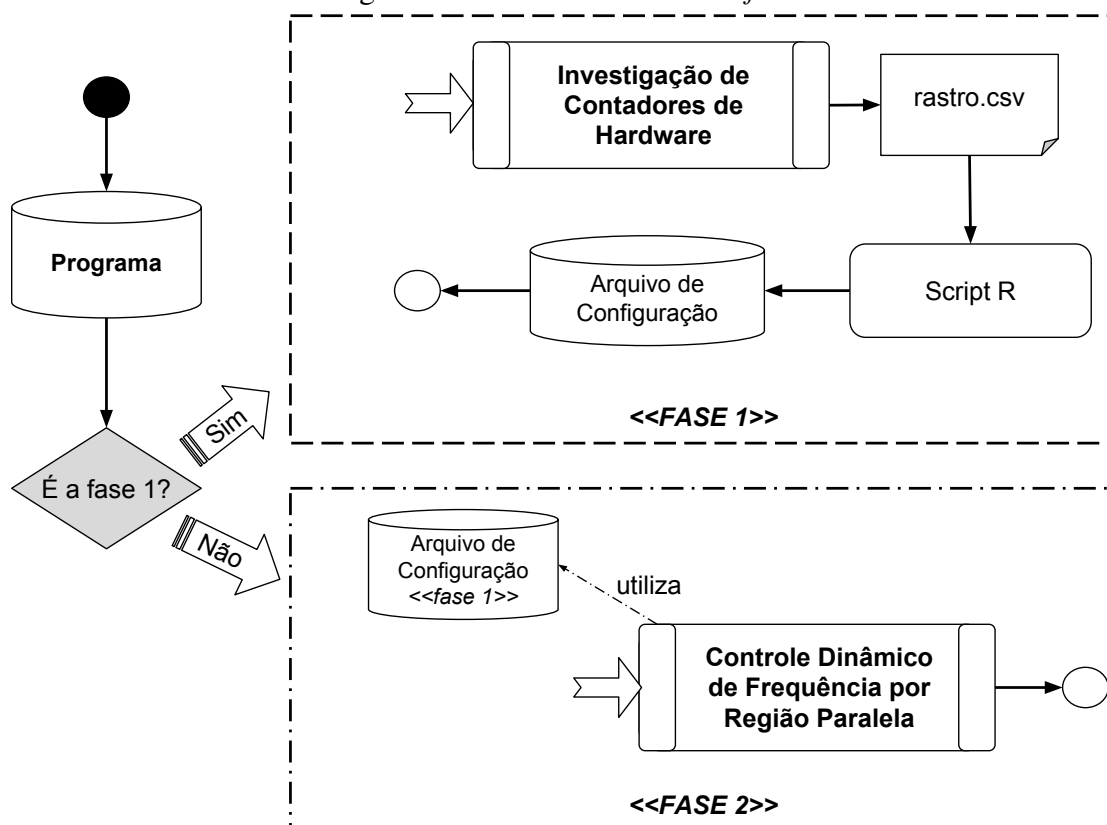 Investigação de
Contadores de
Hardware
rastro.csv
Programa
Arquivo de
Configuração
Script R
<<FASE 1>>
Sim
É a fase 1?
Não
Arquivo de
Configuração
<<fase 1>>
utiliza
Controle Dinâmico
de Frequência por
Região Paralela
<<FASE 2>>